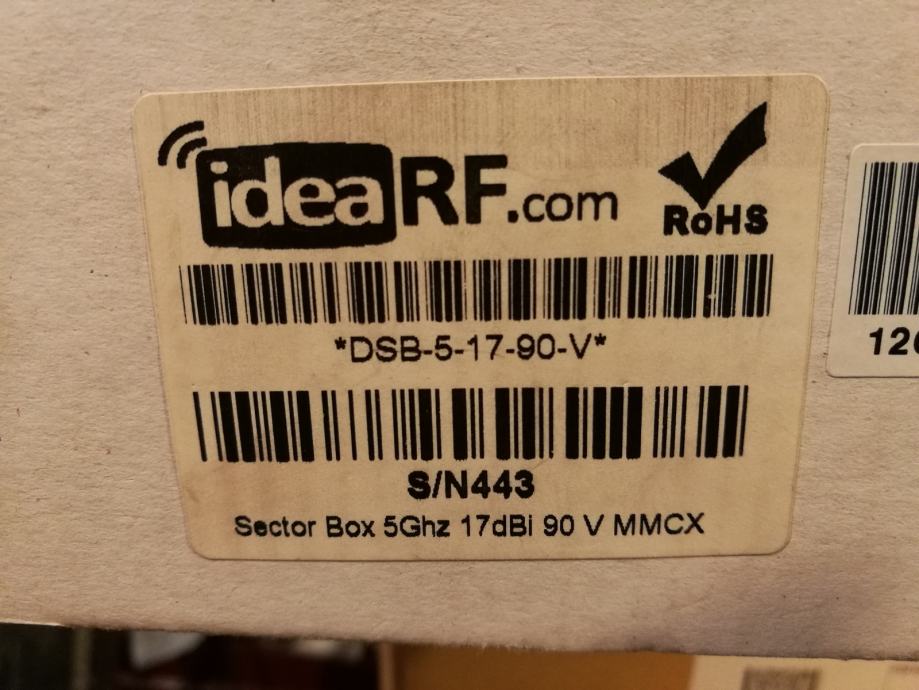 ideaRF.com
RoHS
*DSB-5-17-90-V*
S/N443
Sector Box 5Ghz 17dBi 90 V MMCX